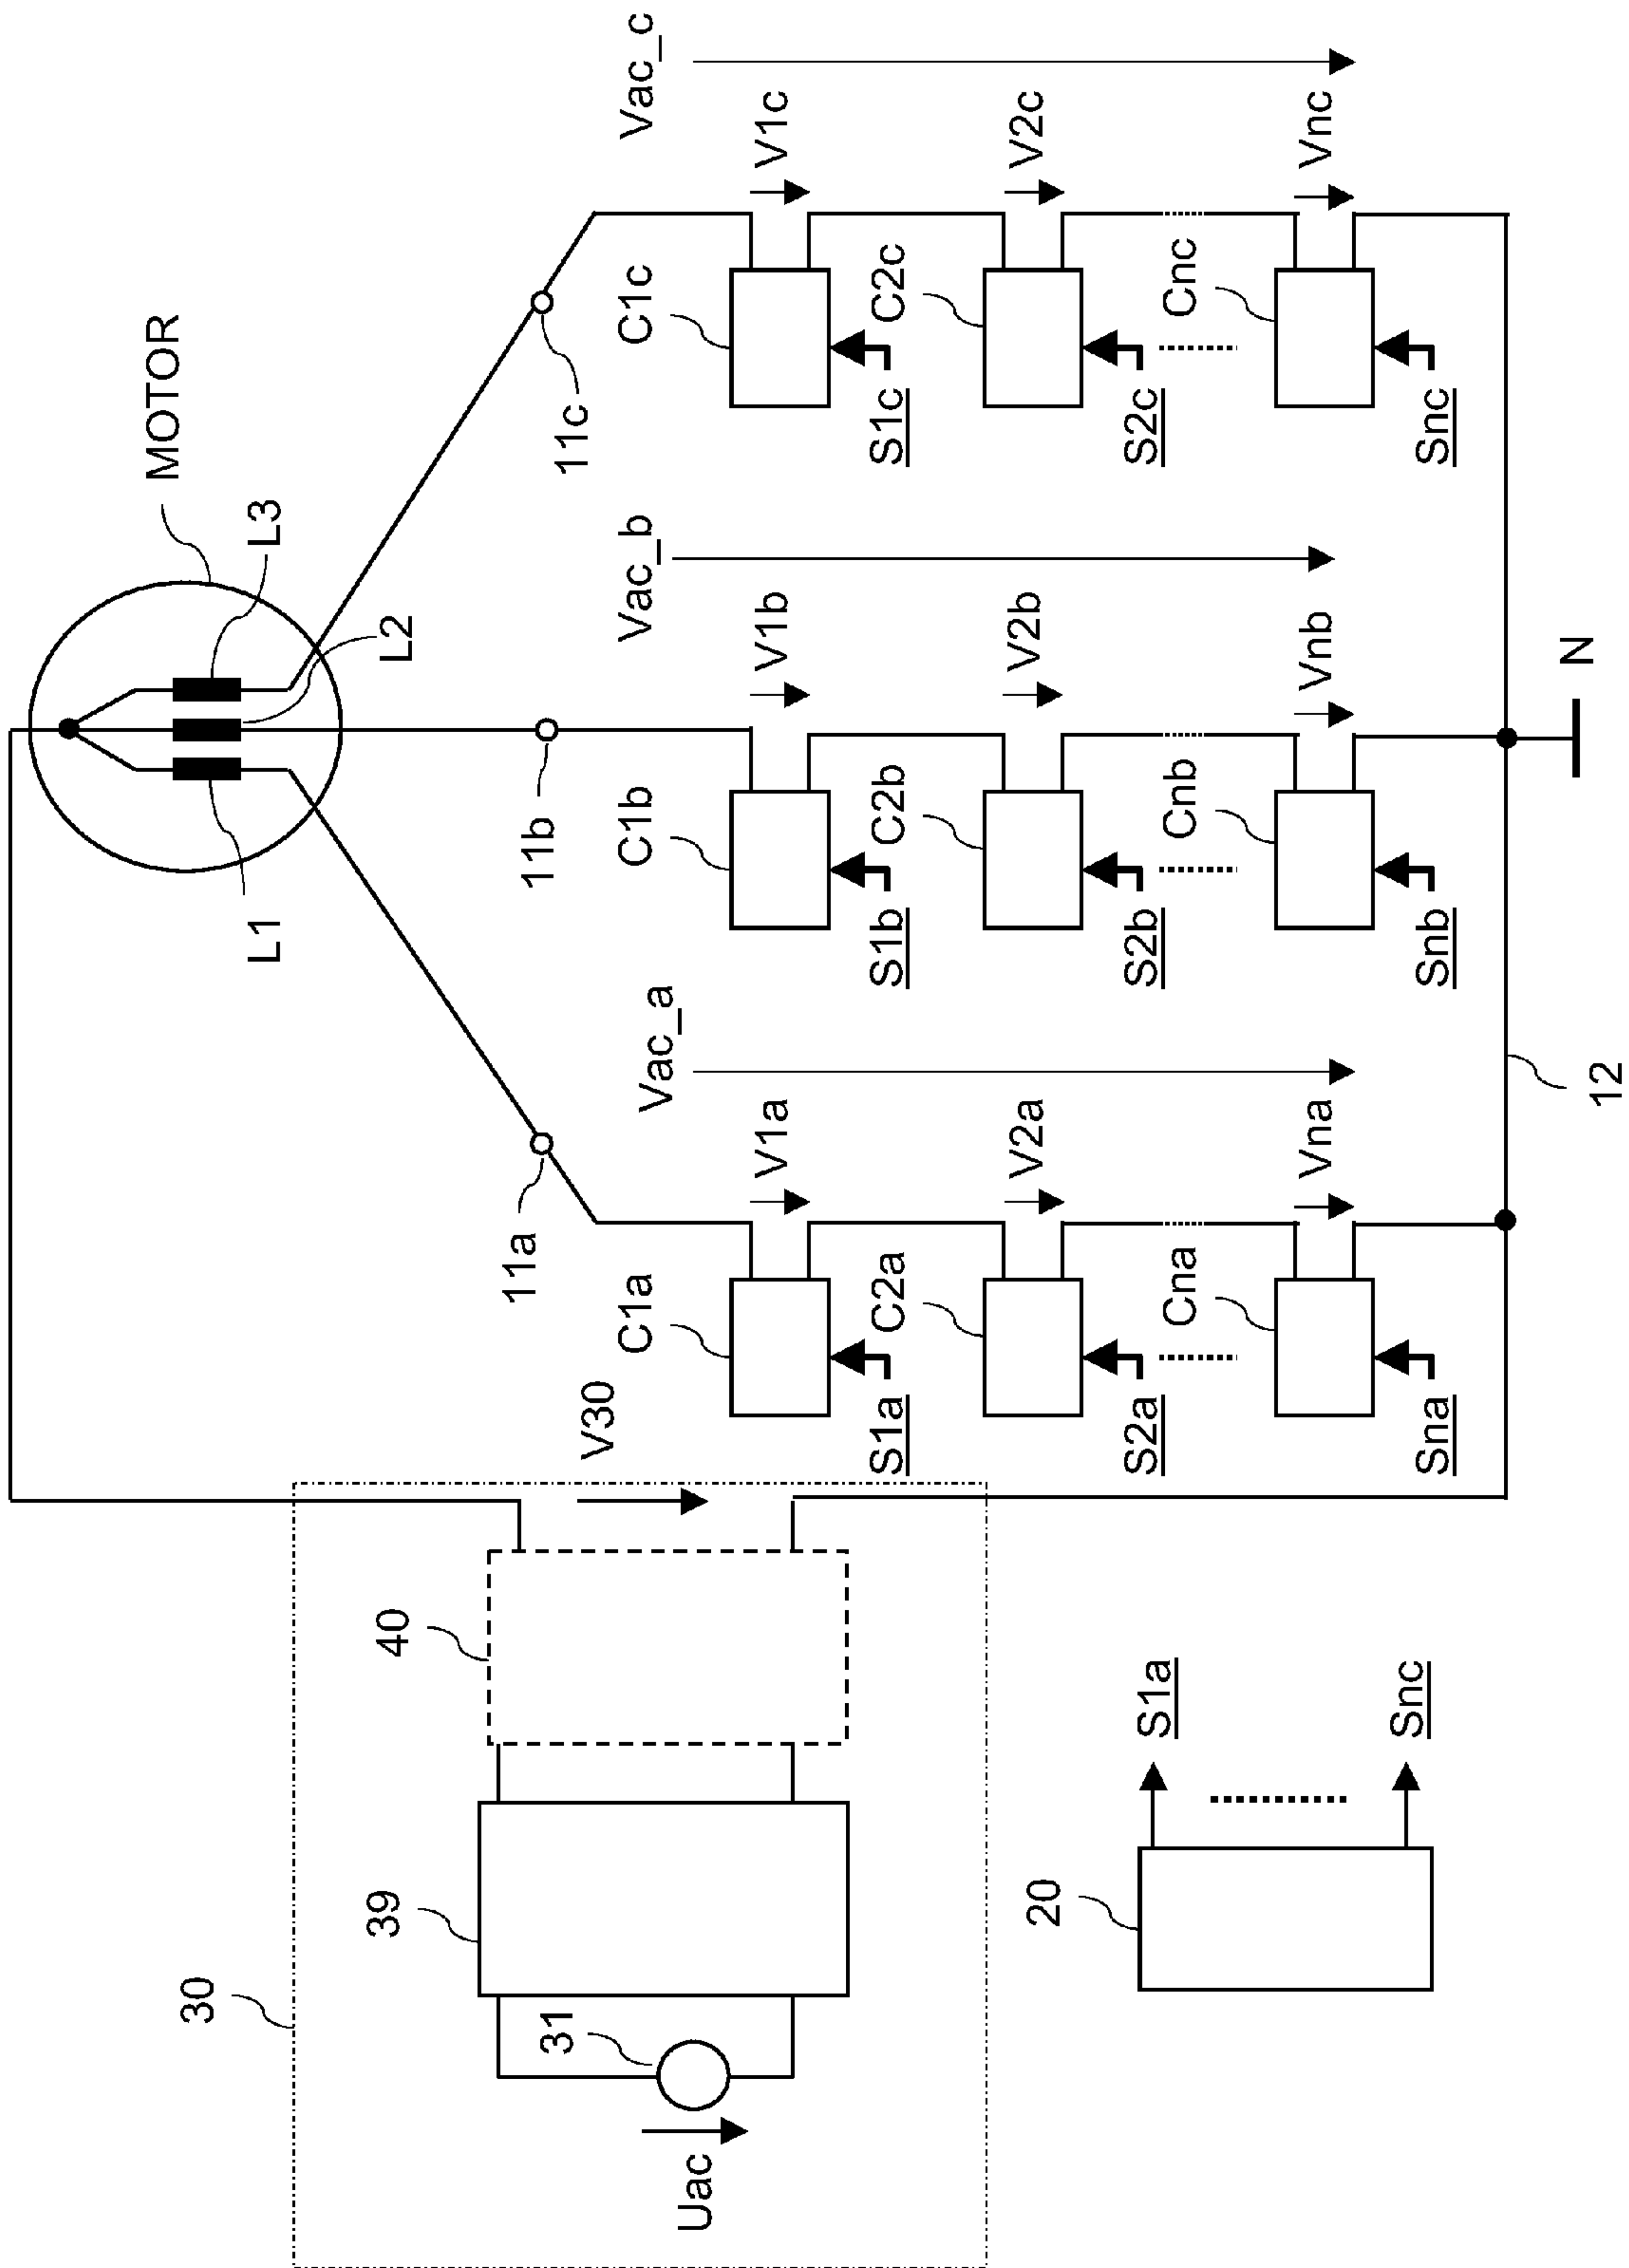 MOTOR
L3
L2
L1
11c
11b
11a
Vac_c
Vac_b
Vac_a
V30
C1c
V1c
C1b
V1b
C1a
V1a
S1c
S1b
S1a
C2c
V2c
C2b
V2b
C2a
V2a
S2c
S2b
S2a
Cnc
Vnc
Cnb
Vnb
Cna
Vna
Snc
Snb
Sna
N
12
30
40
39
31
Uac
20
S1a
Snc